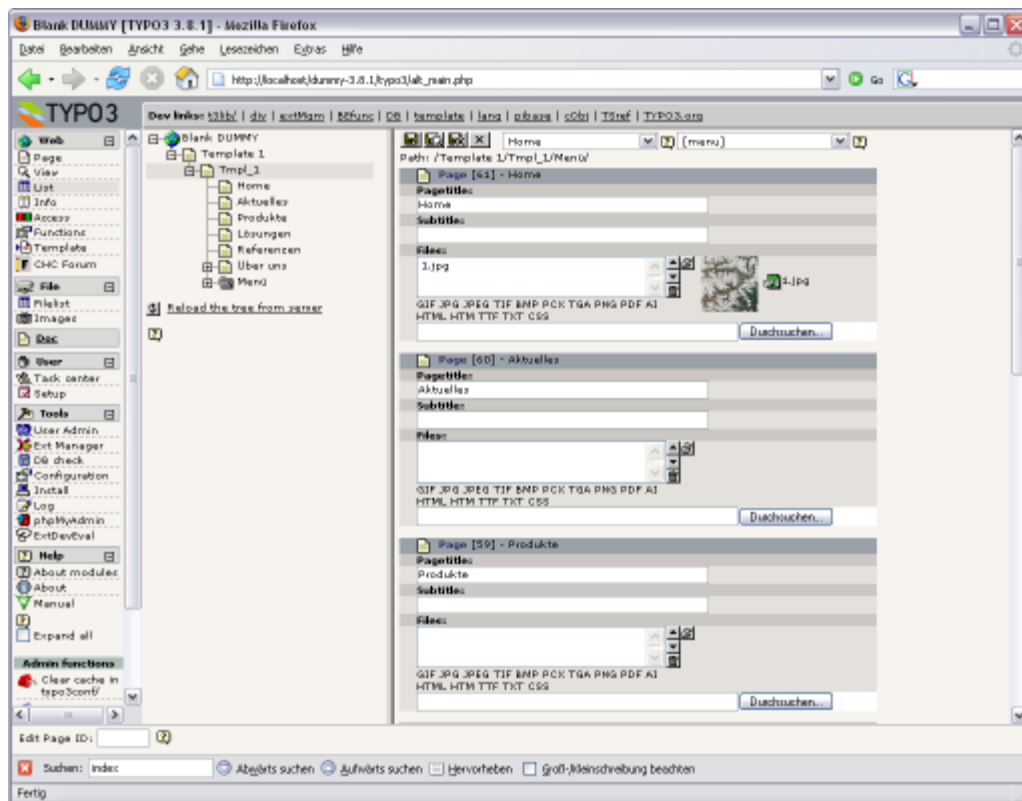 Blank DUMMY [TYPO3 3.8.1] - Mozilla Firefox
Datei Bearbeiten Ansicht Gehe Lesezeichen Extras Hilfe
http://localhost/dummy-3.8.1/typo3/alt_main.php
Go
TYPO3
Dev links: t3lib/ | div | extMgm | BEfunc | DB | template | lang | pibase | cObj | TSref | TYPO3.org
Web
Page
View
List
Info
Access
Functions
Template
CHC Forum
File
Filelist
Images
Doc
User
Task center
Setup
Tools
User Admin
Ext Manager
DB check
Configuration
Install
Log
phpMyAdmin
ExtDevEval
Help
About modules
About
Manual
Expand all
Admin functions
Clear cache in
typo3conf/
Blank DUMMY
Template 1
Tmpl_1
Home
Aktuelles
Produkte
Lösungen
Referenzen
Über uns
Menü
Reload the tree from server
Home
[menu]
Path: /Template 1/Tmpl_1/Menü/
Page [61] - Home
Pagetitle:
Home
Subtitle:
Files:
1.jpg
1.jpg
GIF JPG JPEG TIF BMP PCX TGA PNG PDF AI
HTML HTM TTF TXT CSS
Durchsuchen...
Page [60] - Aktuelles
Pagetitle:
Aktuelles
Subtitle:
Files:
GIF JPG JPEG TIF BMP PCX TGA PNG PDF AI
HTML HTM TTF TXT CSS
Durchsuchen...
Page [59] - Produkte
Pagetitle:
Produkte
Subtitle:
Files:
GIF JPG JPEG TIF BMP PCX TGA PNG PDF AI
HTML HTM TTF TXT CSS
Durchsuchen...
Edit Page ID:
Suchen: index
Abwärts suchen
Aufwärts suchen
Hervorheben
Groß-/Kleinschreibung beachten
Fertig